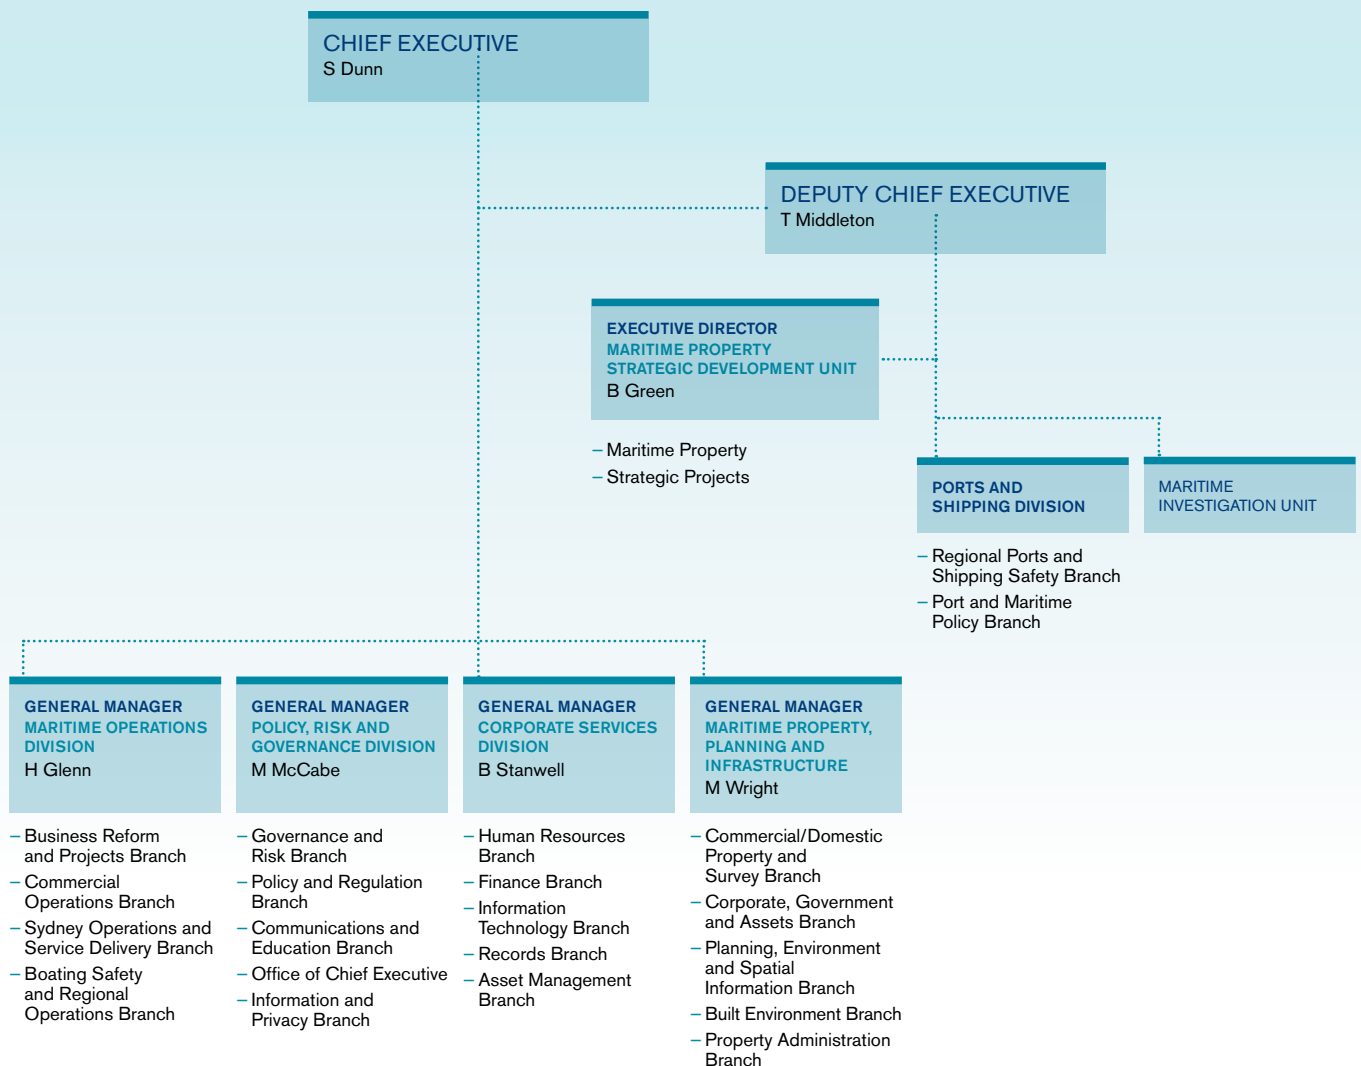 CHIEF EXECUTIVE
S Dunn
DEPUTY CHIEF EXECUTIVE
T Middleton
EXECUTIVE DIRECTOR
MARITIME PROPERTY
STRATEGIC DEVELOPMENT UNIT
B Green
– Maritime Property
– Strategic Projects
PORTS AND
SHIPPING DIVISION
– Regional Ports and
Shipping Safety Branch
– Port and Maritime
Policy Branch
MARITIME
INVESTIGATION UNIT
GENERAL MANAGER
MARITIME OPERATIONS
DIVISION
H Glenn
– Business Reform
and Projects Branch
– Commercial
Operations Branch
– Sydney Operations and
Service Delivery Branch
– Boating Safety
and Regional
Operations Branch
GENERAL MANAGER
POLICY, RISK AND
GOVERNANCE DIVISION
M McCabe
– Governance and
Risk Branch
– Policy and Regulation
Branch
– Communications and
Education Branch
– Office of Chief Executive
– Information and
Privacy Branch
GENERAL MANAGER
CORPORATE SERVICES
DIVISION
B Stanwell
– Human Resources
Branch
– Finance Branch
– Information
Technology Branch
– Records Branch
– Asset Management
Branch
GENERAL MANAGER
MARITIME PROPERTY,
PLANNING AND
INFRASTRUCTURE
M Wright
– Commercial/Domestic
Property and
Survey Branch
– Corporate, Government
and Assets Branch
– Planning, Environment
and Spatial
Information Branch
– Built Environment Branch
– Property Administration
Branch